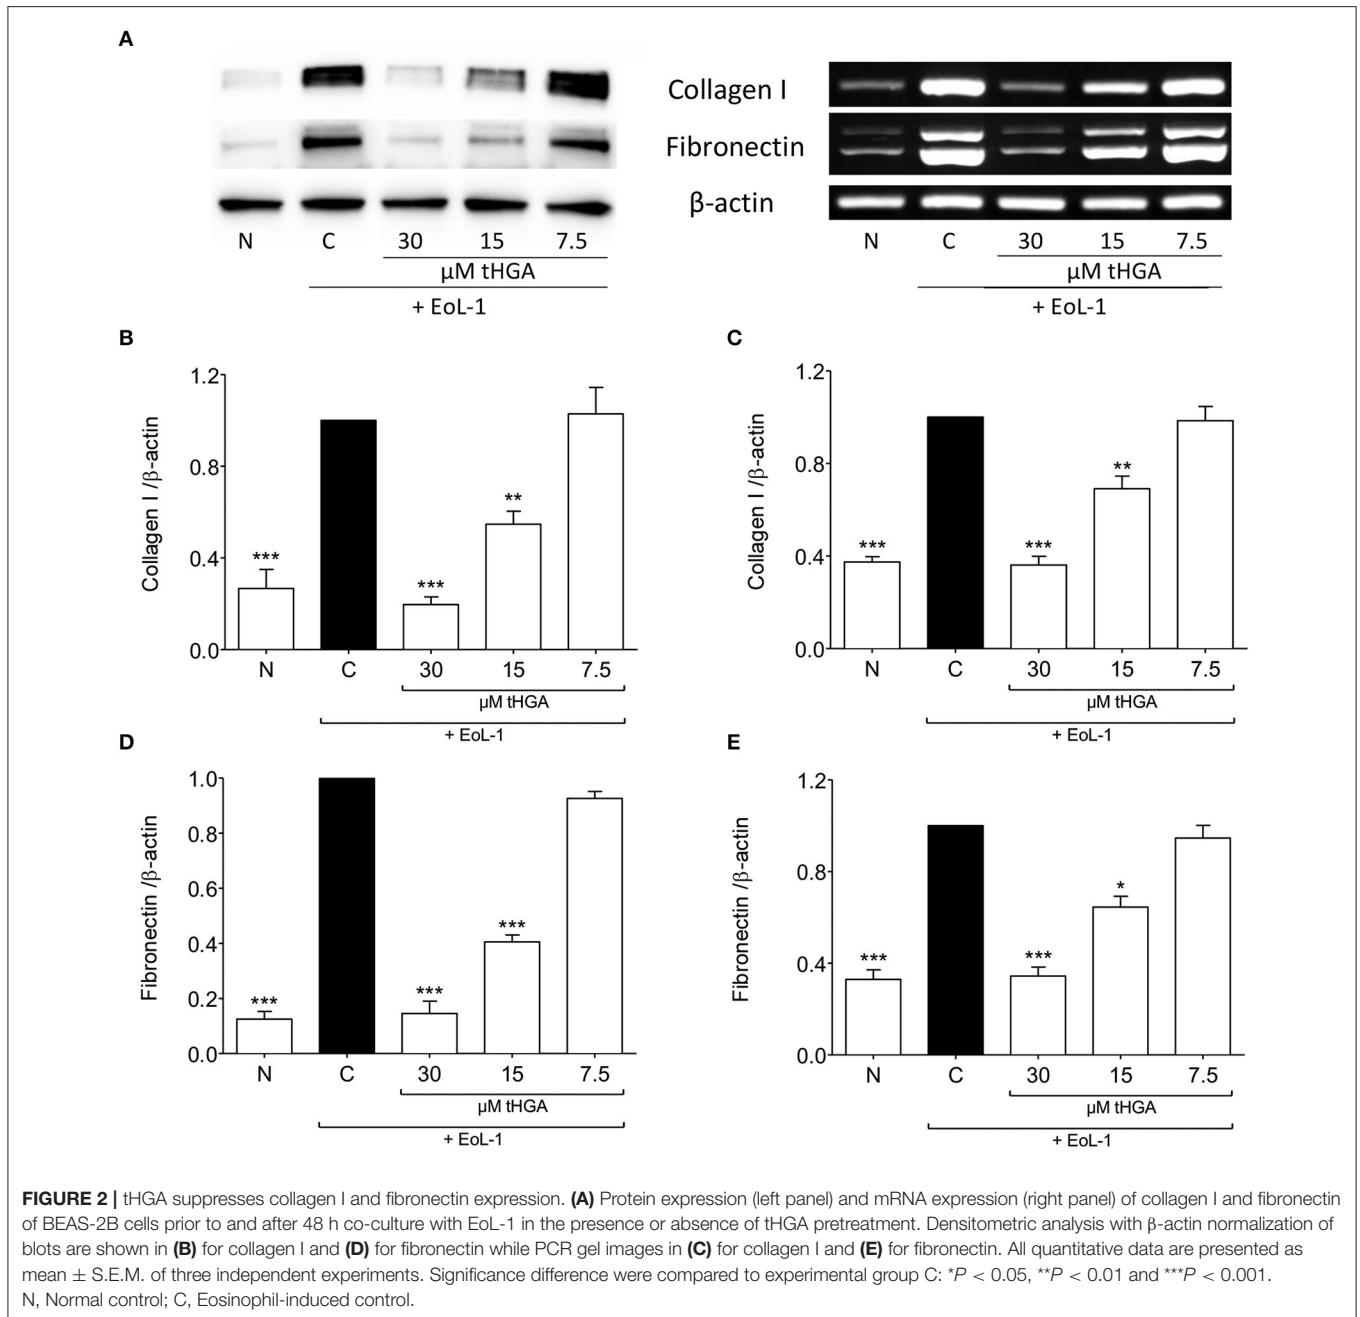 A
Collagen I
Fibronectin
β-actin
N C 30 15 7.5
µM tHGA
+ EoL-1
N C 30 15 7.5
µM tHGA
+ EoL-1
B
Collagen I /β-actin
1.2
0.8
0.4
0.0
*** *** **
N C 30 15 7.5
µM tHGA
+ EoL-1
C
Collagen I /β-actin
1.2
0.8
0.4
0.0
*** *** **
N C 30 15 7.5
µM tHGA
+ EoL-1
D
Fibronectin /β-actin
1.0
0.8
0.6
0.4
0.2
0.0
*** *** ***
N C 30 15 7.5
µM tHGA
+ EoL-1
E
Fibronectin /β-actin
1.2
0.8
0.4
0.0
*** *** *
N C 30 15 7.5
µM tHGA
+ EoL-1
FIGURE 2 | tHGA suppresses collagen I and fibronectin expression. (A) Protein expression (left panel) and mRNA expression (right panel) of collagen I and fibronectin
of BEAS-2B cells prior to and after 48 h co-culture with EoL-1 in the presence or absence of tHGA pretreatment. Densitometric analysis with β-actin normalization of
blots are shown in (B) for collagen I and (D) for fibronectin while PCR gel images in (C) for collagen I and (E) for fibronectin. All quantitative data are presented as
mean ± S.E.M. of three independent experiments. Significance difference were compared to experimental group C: *P < 0.05, **P < 0.01 and ***P < 0.001.
N, Normal control; C, Eosinophil-induced control.